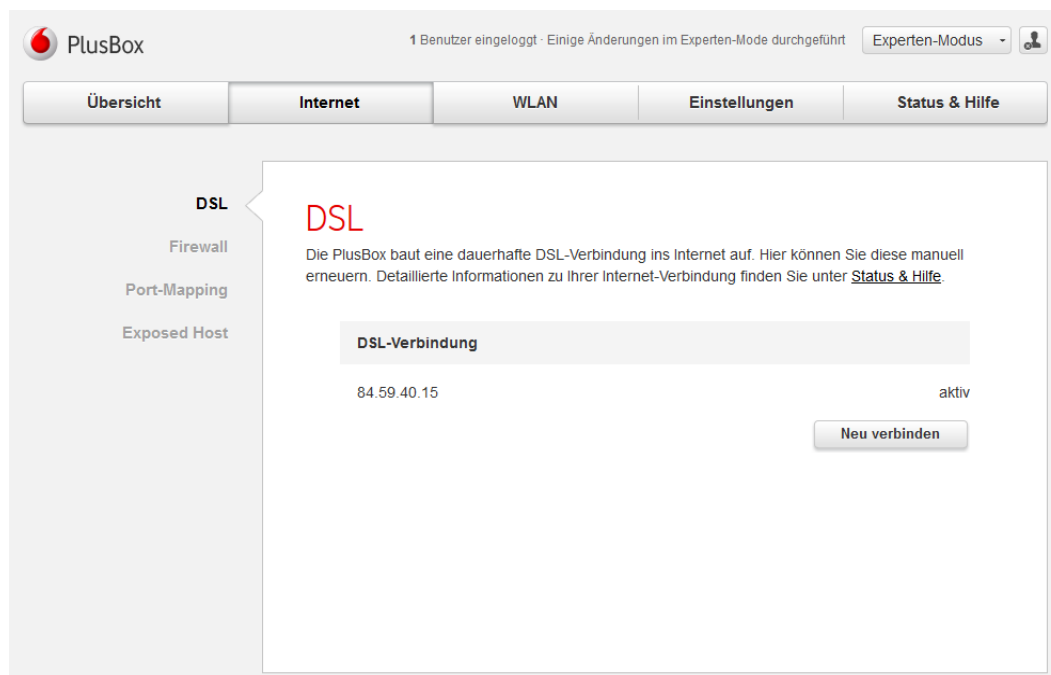 PlusBox
1 Benutzer eingeloggt · Einige Änderungen im Experten-Mode durchgeführt
Experten-Modus
Übersicht
Internet
WLAN
Einstellungen
Status & Hilfe
DSL
Firewall
Port-Mapping
Exposed Host
DSL
Die PlusBox baut eine dauerhafte DSL-Verbindung ins Internet auf. Hier können Sie diese manuell
erneuern. Detaillierte Informationen zu Ihrer Internet-Verbindung finden Sie unter Status & Hilfe.
DSL-Verbindung
84.59.40.15 aktiv
Neu verbinden